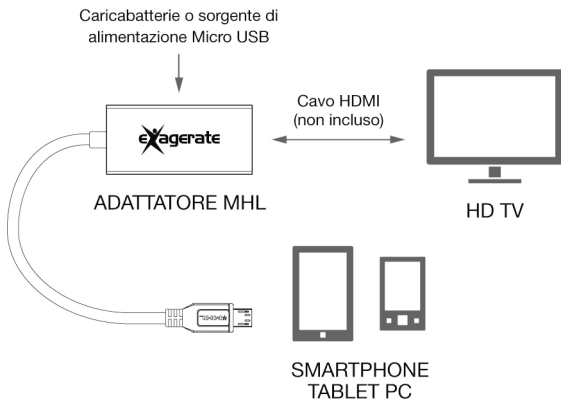 Caricabatterie o sorgente di
alimentazione Micro USB
exagerate
Cavo HDMI
(non incluso)
ADATTATORE MHL
HD TV
SMARTPHONE
TABLET PC